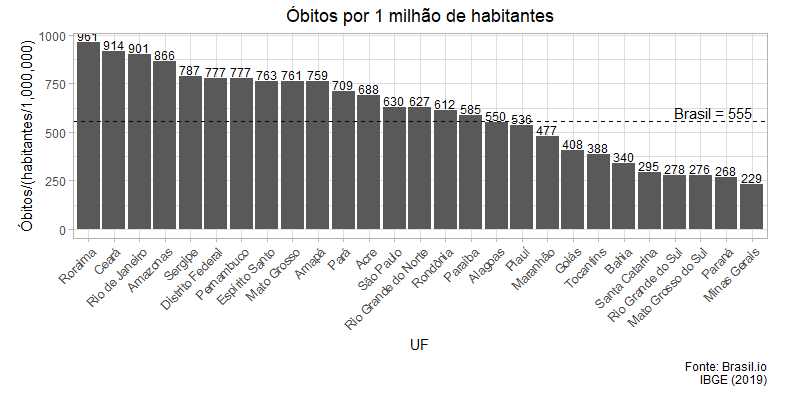 Óbitos por 1 milhão de habitantes
Óbitos/(habitantes/1,000,000)
1000
750
500
250
0
961
914
901
866
787
777
777
763
761
759
709
688
630
627
612
585
550
536
477
408
388
340
295
278
276
268
229
Brasil = 555
Roraima
Ceará
Rio de Janeiro
Amazonas
Sergipe
Distrito Federal
Pernambuco
Espírito Santo
Mato Grosso
Amapá
Pará
Acre
São Paulo
Rio Grande do Norte
Rondônia
Paraíba
Alagoas
Piauí
Maranhão
Goiás
Tocantins
Bahia
Santa Catarina
Rio Grande do Sul
Mato Grosso do Sul
Paraná
Minas Gerais
UF
Fonte: Brasil.io
IBGE (2019)